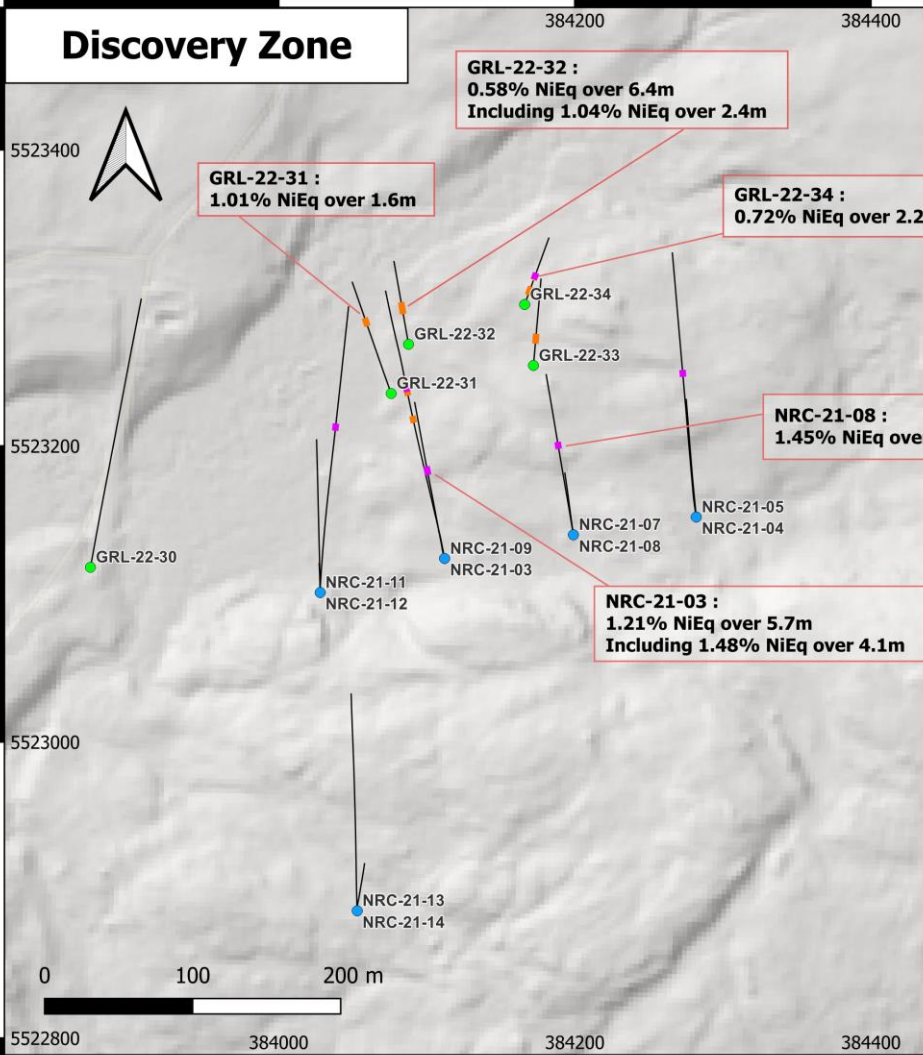 384200
384400
Discovery Zone
GRL-22-32 :
0.58% NiEq over 6.4m
Including 1.04% NiEq over 2.4m
5523400
GRL-22-31 :
1.01% NiEq over 1.6m
GRL-22-34 :
0.72% NiEq over 2.2
GRL-22-34
GRL-22-32
GRL-22-33
GRL-22-31
NRC-21-08 :
1.45% NiEq ove
5523200
NRC-21-05
NRC-21-04
NRC-21-07
NRC-21-08
NRC-21-09
NRC-21-03
GRL-22-30
NRC-21-11
NRC-21-12
NRC-21-03 :
1.21% NiEq over 5.7m
Including 1.48% NiEq over 4.1m
5523000
NRC-21-13
NRC-21-14
0 100 200 m
5522800
384000
384200
384400